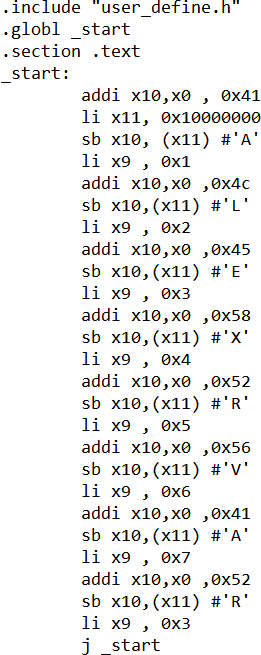 .include "user_define.h"
.globl _start
.section .text
_start:
addi x10,x0 , 0x41
li x11, 0x10000000
sb x10, (x11) #'A'
li x9 , 0x1
addi x10,x0 ,0x4c
sb x10,(x11) #'L'
li x9 , 0x2
addi x10,x0 ,0x45
sb x10,(x11) #'E'
li x9 , 0x3
addi x10,x0 ,0x58
sb x10,(x11) #'X'
li x9 , 0x4
addi x10,x0 ,0x52
sb x10,(x11) #'R'
li x9 , 0x5
addi x10,x0 ,0x56
sb x10,(x11) #'V'
li x9 , 0x6
addi x10,x0 ,0x41
sb x10,(x11) #'A'
li x9 , 0x7
addi x10,x0 ,0x52
sb x10,(x11) #'R'
li x9 , 0x3
j _start